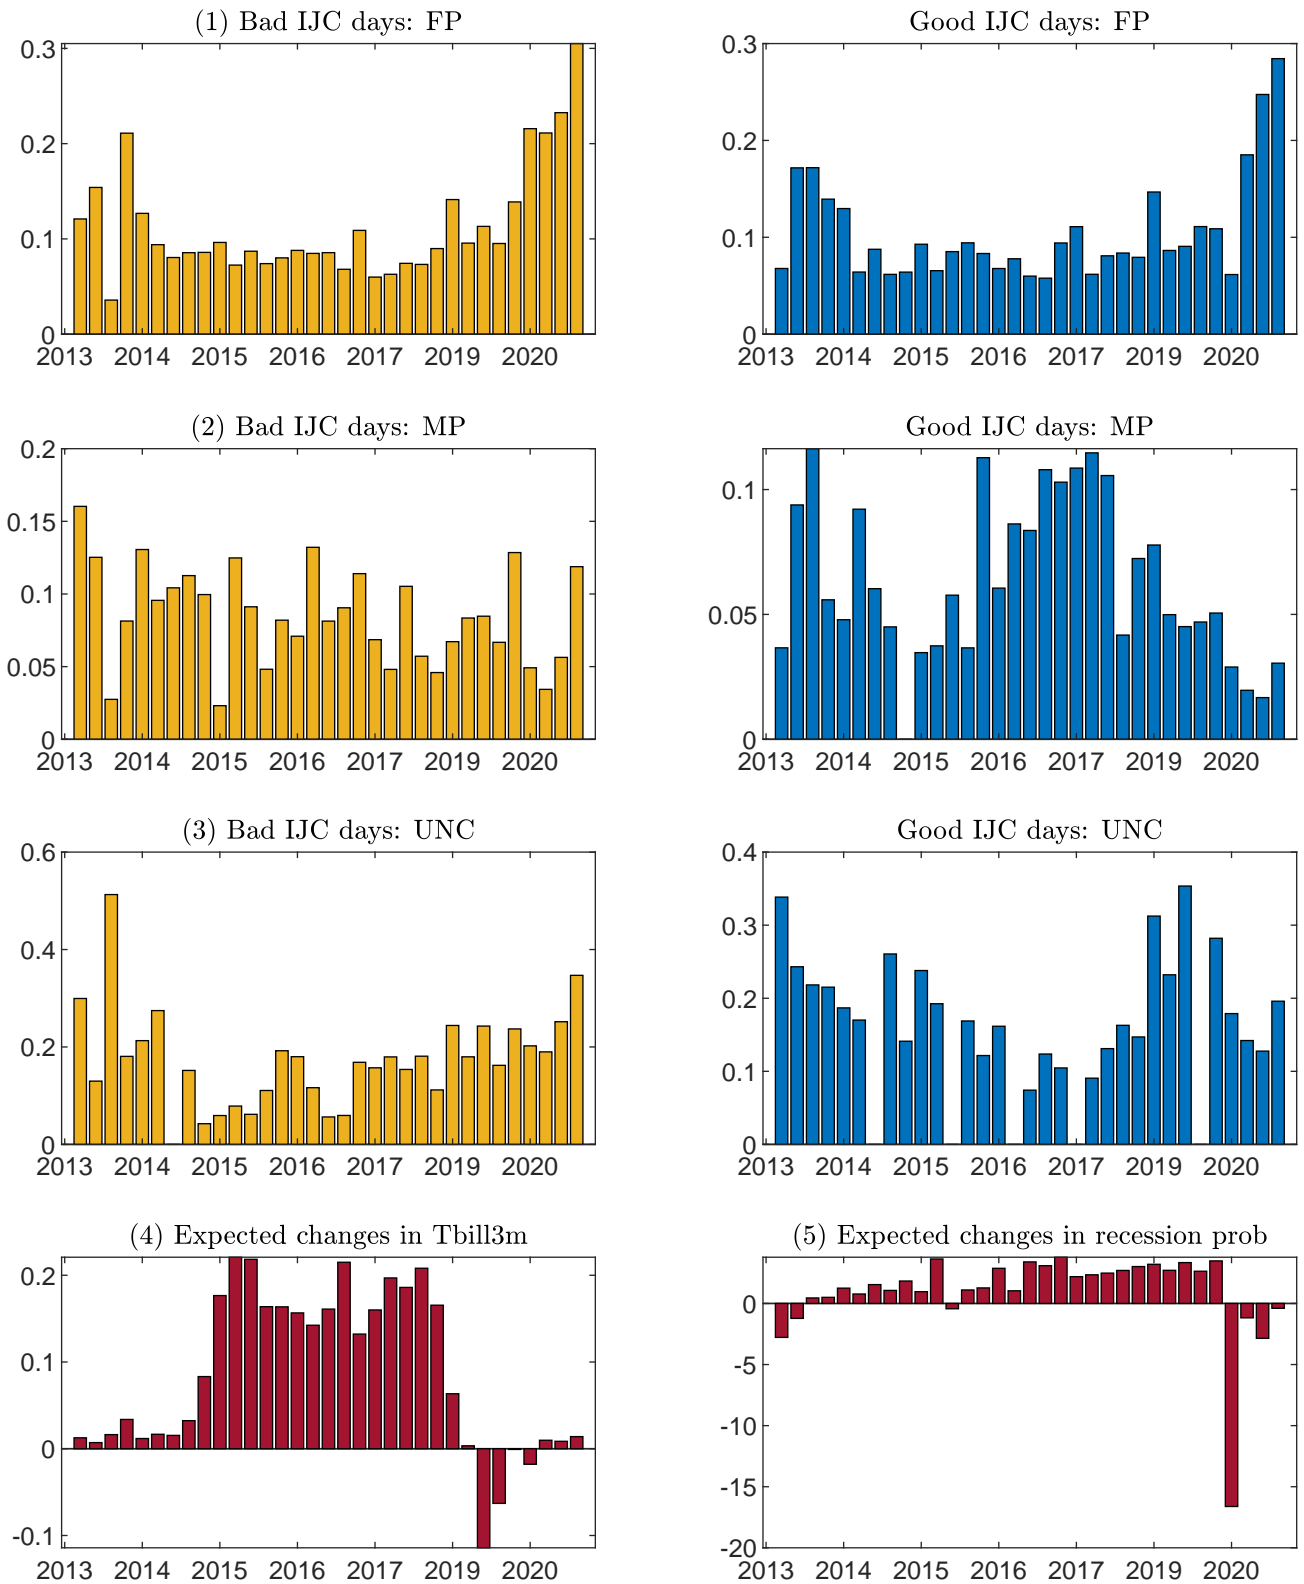 (1) Bad IJC days: FP
0.3
0.2
0.1
0
2013 2014 2015 2016 2017 2019 2020
Good IJC days: FP
0.3
0.2
0.1
0
2013 2014 2015 2016 2017 2019 2020
(2) Bad IJC days: MP
0.2
0.15
0.1
0.05
0
2013 2014 2015 2016 2017 2019 2020
Good IJC days: MP
0.1
0.05
0
2013 2014 2015 2016 2017 2019 2020
(3) Bad IJC days: UNC
0.6
0.4
0.2
0
2013 2014 2015 2016 2017 2019 2020
Good IJC days: UNC
0.4
0.3
0.2
0.1
0
2013 2014 2015 2016 2017 2019 2020
(4) Expected changes in Tbill3m
0.2
0.1
0
-0.1
2013 2014 2015 2016 2017 2019 2020
(5) Expected changes in recession prob
0
-5
-10
-15
-20
2013 2014 2015 2016 2017 2019 2020